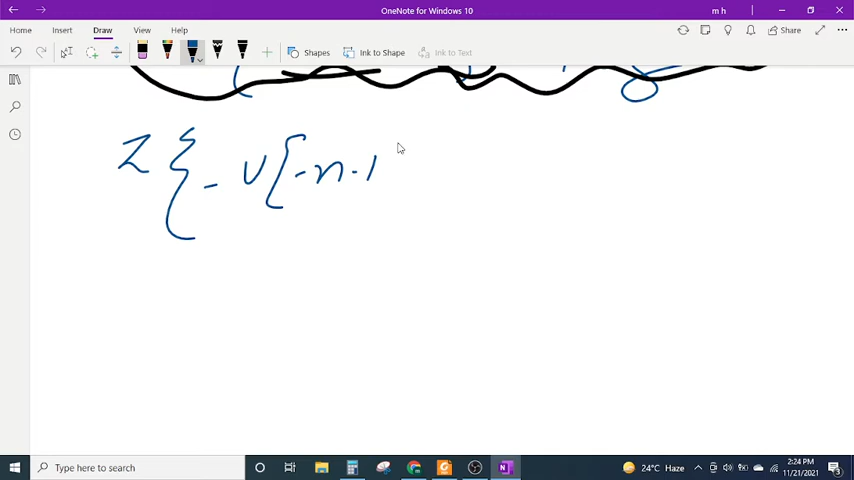 OneNote for Windows 10
m h
Home Insert Draw View Help Share
Shapes Ink to Shape Ink to Text
Z { - U [ - n - 1
Type here to search
24°C Haze
2:24 PM
11/21/2021
3